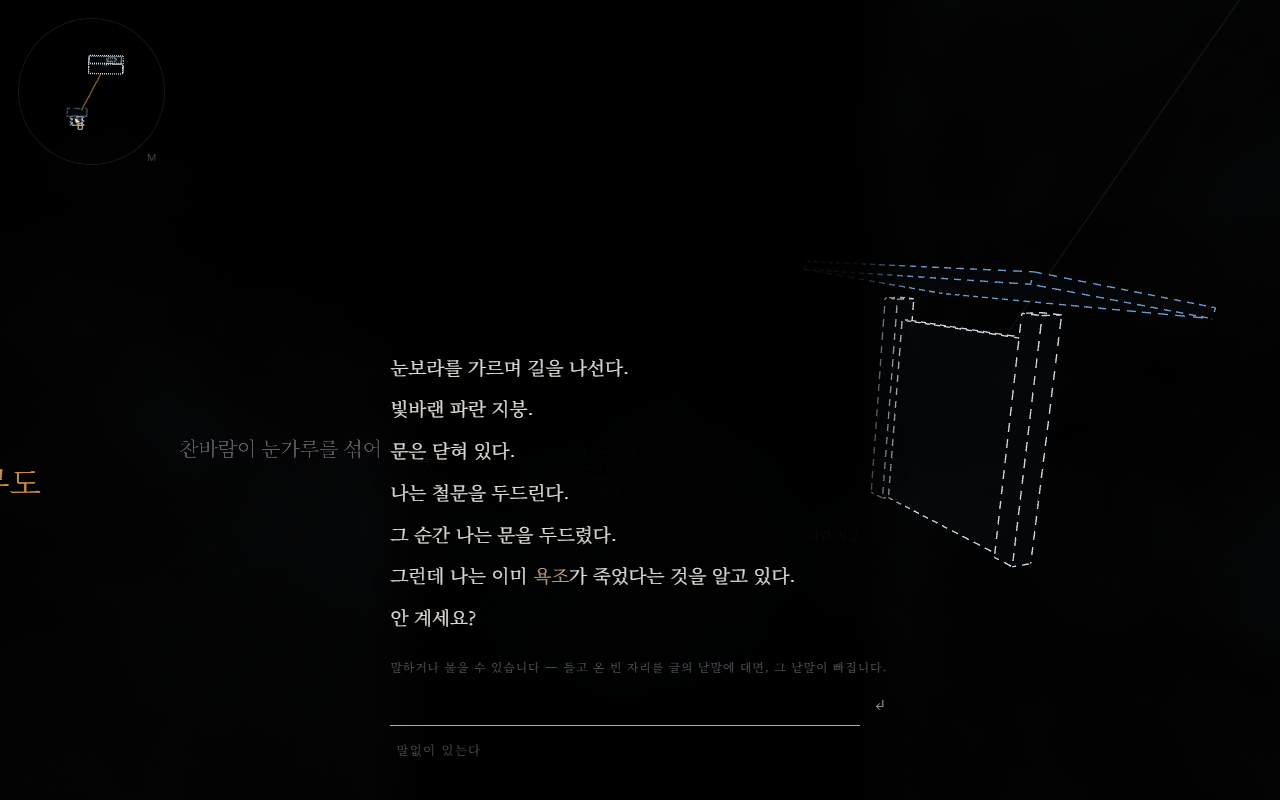 M
눈보라를 가르며 길을 나선다.
빛바랜 파란 지붕.
찬바람이 눈가루를 섞어
문은 닫혀 있다.
도
나는 철문을 두드린다.
그 순간 나는 문을 두드렸다.
그런데 나는 이미 욕조가 죽었다는 것을 알고 있다.
안 계세요?
말하거나 물을 수 있습니다 — 들고 온 빈 자리를 글의 낱말에 대면, 그 낱말이 빠집니다.
↲
말없이 있는다